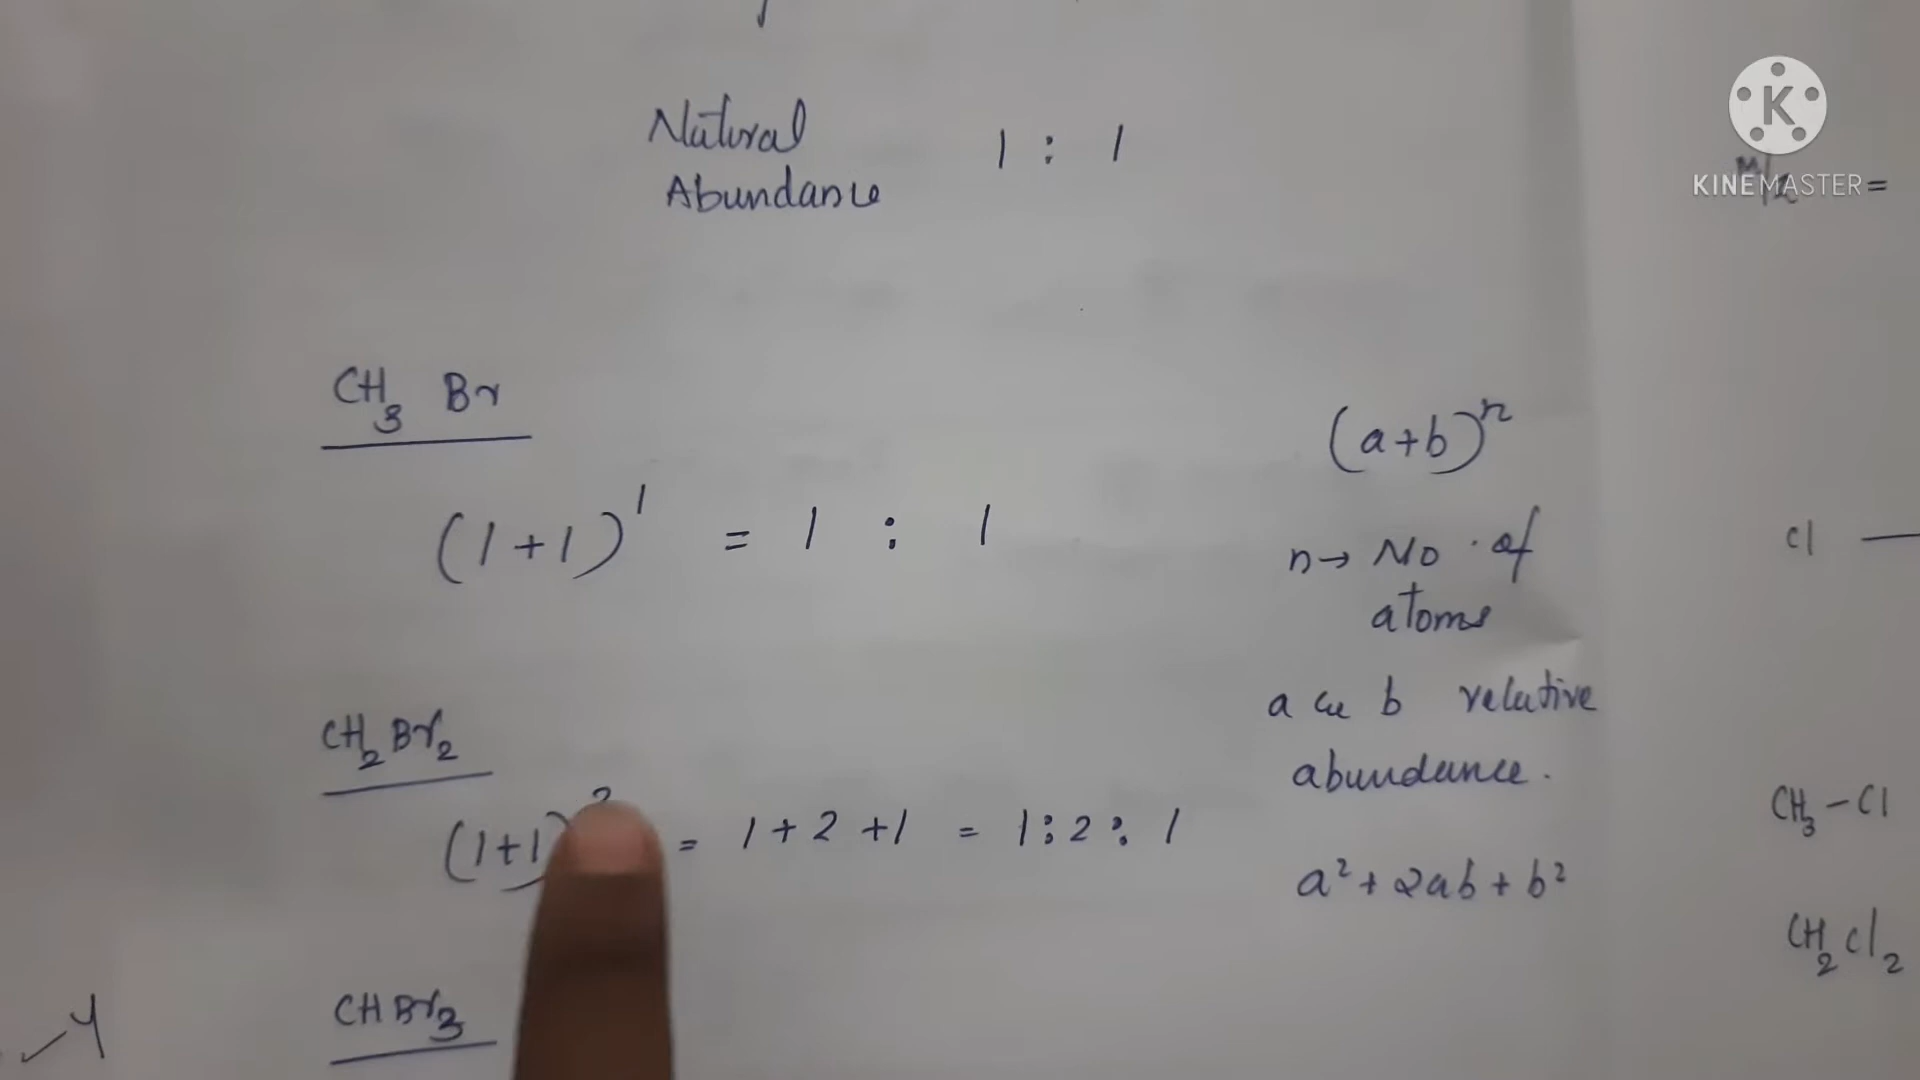 Natural 1 : 1
Abundance
K
KINEMASTER
m/z =
CH3 Br
(1+1)^1 = 1 : 1
(a+b)^n
n→ No. of
atoms
a b relative
abundance.
CH2Br2
(1+1)^2 = 1+2+1 = 1:2:1
a²+2ab+b²
CHBr3
Cl —
CH3-Cl
CH2Cl2